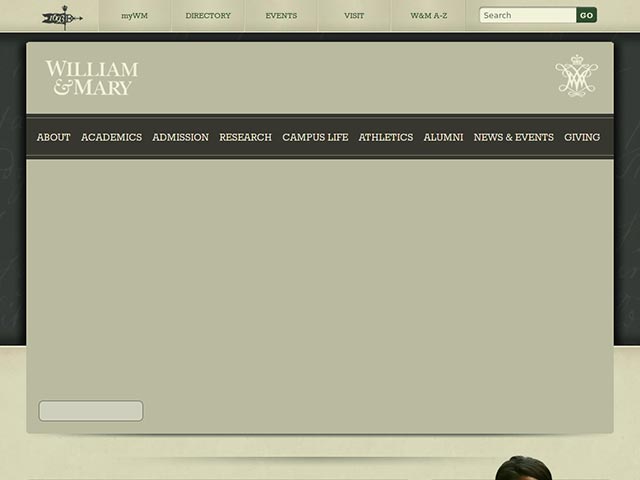 1693
myWM
DIRECTORY
EVENTS
VISIT
W&M A-Z
Search
GO
WILLIAM
& MARY
ABOUT
ACADEMICS
ADMISSION
RESEARCH
CAMPUS LIFE
ATHLETICS
ALUMNI
NEWS & EVENTS
GIVING